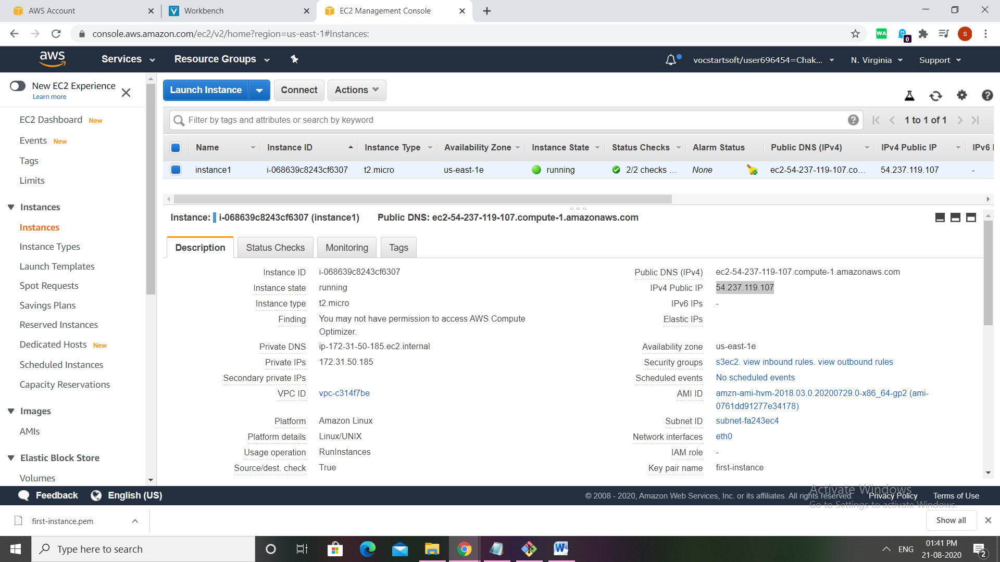 AWS Account
Workbench
EC2 Management Console
console.aws.amazon.com/ec2/v2/home?region=us-east-1#Instances:
WA
0
S
aws
Services
Resource Groups
vocstartsoft/user696454=Chak...
N. Virginia
Support
New EC2 Experience
Learn more
EC2 Dashboard New
Events New
Tags
Limits
Instances
Instances
Instance Types
Launch Templates
Spot Requests
Savings Plans
Reserved Instances
Dedicated Hosts New
Scheduled Instances
Capacity Reservations
Images
AMIs
Elastic Block Store
Volumes
Launch Instance
Connect
Actions
Filter by tags and attributes or search by keyword
1 to 1 of 1
Name Instance ID Instance Type Availability Zone Instance State Status Checks Alarm Status Public DNS (IPv4) IPv4 Public IP IPv6 I
instance1 i-068639c8243cf6307 t2.micro us-east-1e running 2/2 checks ... None ec2-54-237-119-107.co... 54.237.119.107 -
Instance: i-068639c8243cf6307 (instance1) Public DNS: ec2-54-237-119-107.compute-1.amazonaws.com
Description
Status Checks
Monitoring
Tags
Instance ID i-068639c8243cf6307
Instance state running
Instance type t2.micro
Finding You may not have permission to access AWS Compute
Optimizer.
Private DNS ip-172-31-50-185.ec2.internal
Private IPs 172.31.50.185
Secondary private IPs
VPC ID vpc-c314f7be
Platform Amazon Linux
Platform details Linux/UNIX
Usage operation RunInstances
Source/dest. check True
Public DNS (IPv4) ec2-54-237-119-107.compute-1.amazonaws.com
IPv4 Public IP 54.237.119.107
IPv6 IPs -
Elastic IPs
Availability zone us-east-1e
Security groups s3ec2. view inbound rules. view outbound rules
Scheduled events No scheduled events
AMI ID amzn-ami-hvm-2018.03.0.20200729.0-x86_64-gp2 (ami-
0761dd91277e34178)
Subnet ID subnet-fa243ec4
Network interfaces eth0
IAM role -
Key pair name first-instance
Feedback
English (US)
© 2008 - 2020, Amazon Web Services, Inc. or its affiliates. All rights reserved.
Privacy Policy
Terms of Use
Activate Windows
Go to Settings to activate Windows.
first-instance.pem
Show all
Type here to search
ENG
01:41 PM
21-08-2020
2